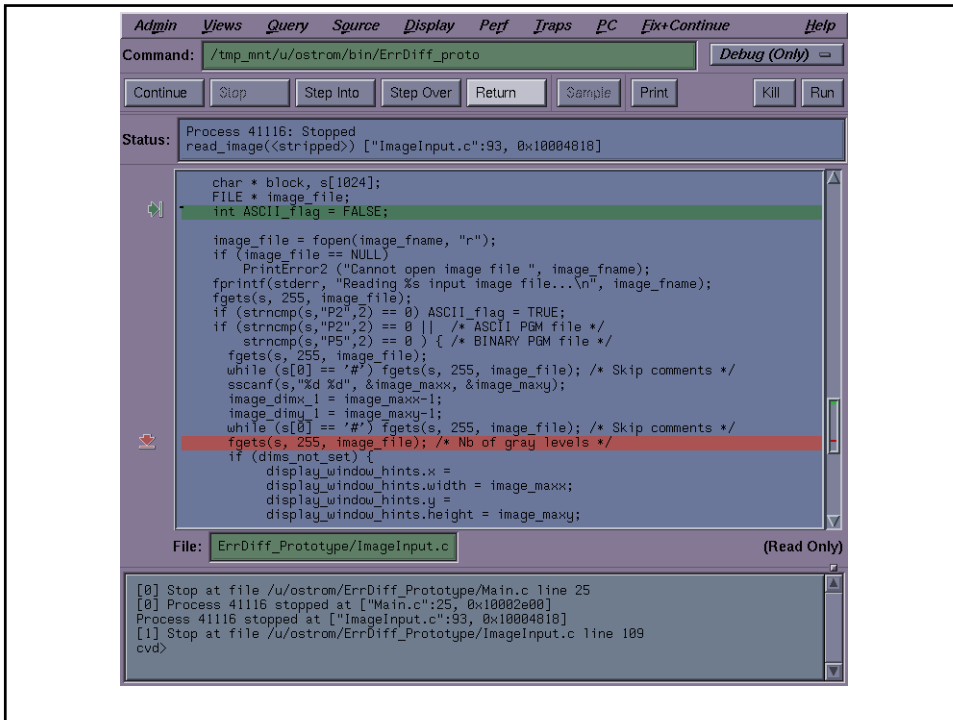 Admin Views Query Source Display Perf Traps PC Fix+Continue Help
Command: /tmp_mnt/u/ostrom/bin/ErrDiff_proto Debug (Only)
Continue Stop Step Into Step Over Return Sample Print Kill Run
Status: Process 41116: Stopped
read_image(<stripped>) ["ImageInput.c":93, 0x10004818]
char * block, s[1024];
FILE * image_file;
int ASCII_flag = FALSE;
image_file = fopen(image_fname, "r");
if (image_file == NULL)
PrintError2 ("Cannot open image file ", image_fname);
fprintf(stderr, "Reading %s input image file...\n", image_fname);
fgets(s, 255, image_file);
if (strncmp(s,"P2",2) == 0) ASCII_flag = TRUE;
if (strncmp(s,"P2",2) == 0 || /* ASCII PGM file */
strncmp(s,"P5",2) == 0 ) { /* BINARY PGM file */
fgets(s, 255, image_file);
while (s[0] == '#') fgets(s, 255, image_file); /* Skip comments */
sscanf(s,"%d %d", &image_maxx, &image_maxy);
image_dimx_1 = image_maxx-1;
image_dimy_1 = image_maxy-1;
while (s[0] == '#') fgets(s, 255, image_file); /* Skip comments */
fgets(s, 255, image_file); /* Nb of gray levels */
if (dims_not_set) {
display_window_hints.x =
display_window_hints.width = image_maxx;
display_window_hints.y =
display_window_hints.height = image_maxy;
File: ErrDiff_Prototype/ImageInput.c (Read Only)
[0] Stop at file /u/ostrom/ErrDiff_Prototype/Main.c line 25
[0] Process 41116 stopped at ["Main.c":25, 0x10002e00]
Process 41116 stopped at ["ImageInput.c":93, 0x10004818]
[1] Stop at file /u/ostrom/ErrDiff_Prototype/ImageInput.c line 109
cvd>